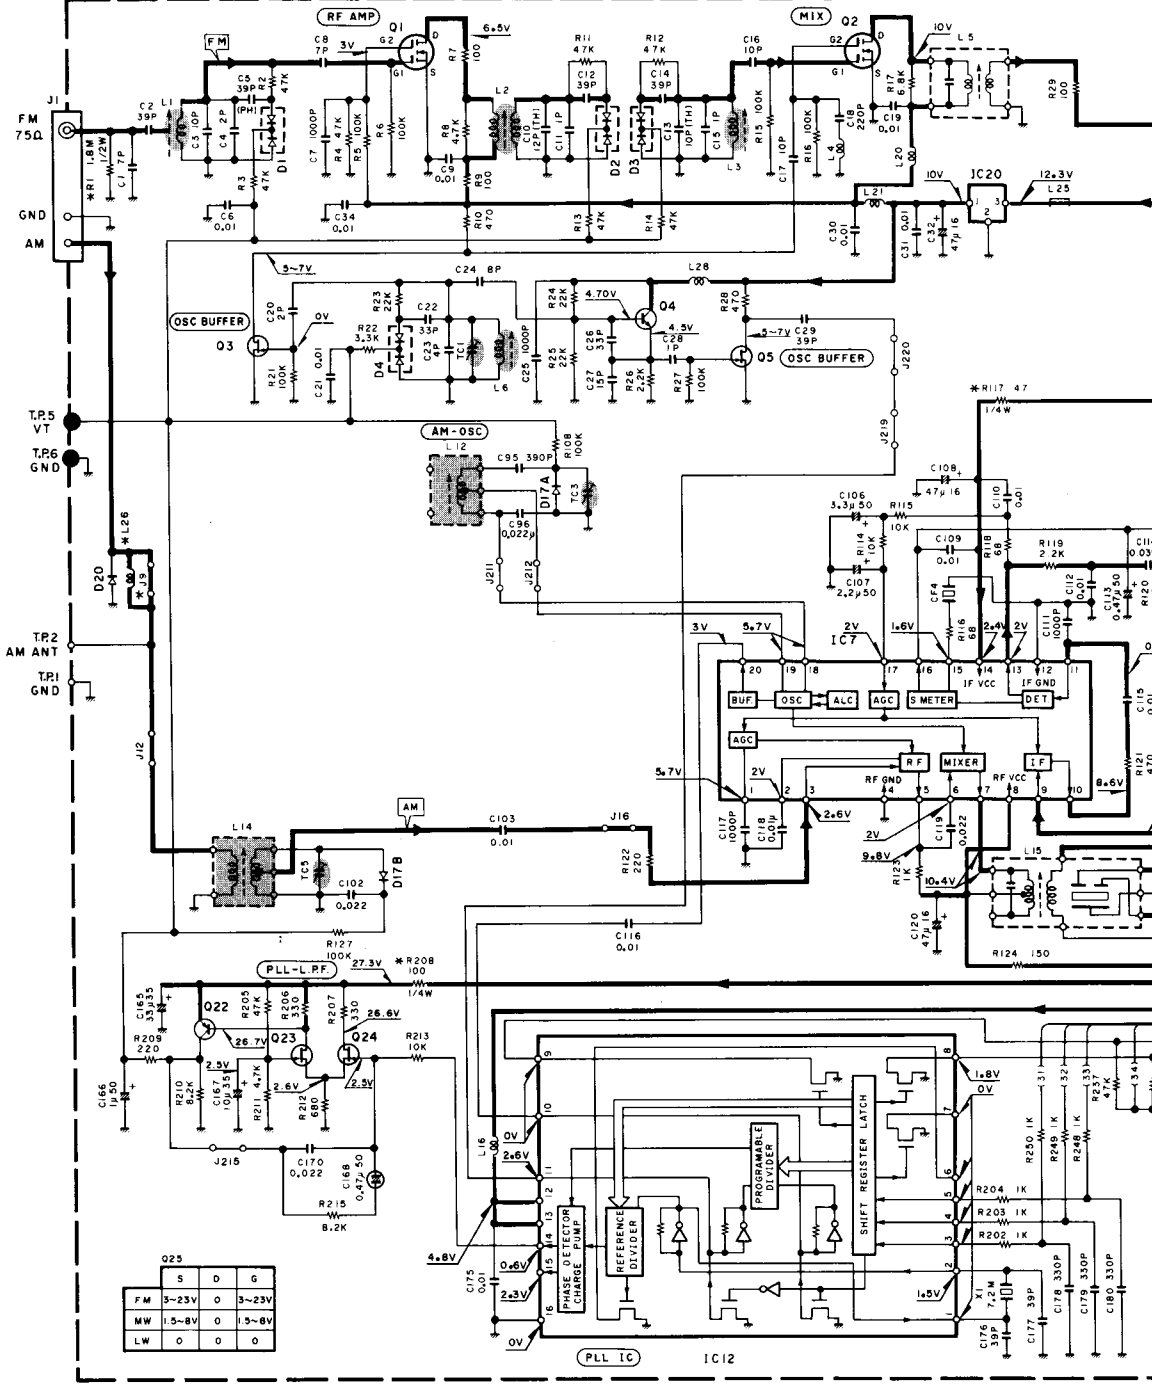 RF AMP
Q1
6.5V
MIX
Q2
10V
L5
FM
C8
7P
3V
G2
G1
D
S
R7
100
R11
47K
C12
39P
R12
47K
C14
39P
C16
10P
G2
G1
D
S
R17
6.8K
C18
220P
C19
0.01
R29
100
J1
FM
75Ω
C2
39P
L1
C3 10P
C4 2P
C5
39P
(PH)
R2
47K
D1
R3
47K
C7 1000P
R4 47K
R5 100K
R6 100K
R8
4.7K
C9
0.01
R9
100
L2
C10
12P(TH)
C11 1P
D2
D3
C13
10P(TH)
C15 1P
L3
R15 100K
C17 10P
R16
100K
L4
L20
*R1 1.8M
1/2W
C1 7P
GND
AM
C6
0.01
C34
0.01
R10
470
R13
47K
R14
47K
L21
C30
0.01
C31 0.01
C32
47μ16
10V
IC20
1
2
3
12.3V
L25
5~7V
OSC BUFFER
Q3
C20
2P
0V
R21
100K
C21 0.01
R22
3.3K
R23
22K
C22
33P
D4
C23
4P
TC1
C24 8P
L6
C25 1000P
R24
22K
R25
22K
4.70V
C26
33P
C27
15P
L28
Q4
4.5V
C28
1P
R26
2.2K
R27
100K
R28
470
5~7V
C29
39P
Q5
OSC BUFFER
J220
J219
T.P.5
VT
T.P.6
GND
AM-OSC
L12
C95 390P
R108
100K
D17A
TC3
C96
0.022μ
J211
J212
*R117 47
1/4W
C108
47μ16
C110
0.01
C106
3.3μ50
R115
10K
R114
10K
C107
2.2μ50
C109
0.01
CF4
R116
68
R118
68
R119
2.2K
C112
0.01
C113
0.47μ50
C111
1000P
R120
*L26
D20
*J9
T.P.2
AM ANT
T.P.1
GND
J12
3V
5.7V
2V
IC7
1.6V
2.4V
2V
20
19
18
17
16
15
14
13
12
11
IF VCC
IF GND
BUF.
OSC
ALC
AGC
S METER
DET.
AGC
RF
MIXER
IF
RF GND
RF VCC
1
2
3
4
5
6
7
8
9
10
5.7V
2V
2.6V
8.6V
C115
0.01
R121
470
C117
1000P
C118
0.01μ
2V
9.8V
C119
0.022
R123
1K
10.4V
L15
C120
47μ16
R124 150
L14
AM
C103
0.01
J16
R122
220
TC5
C102
0.022
D17B
R127
100K
C116
0.01
PLL-L.P.F.
27.3V
*R208
100
1/4W
C165
33μ35
Q22
R205
47K
R206
330
R207
330
26.6V
26.7V
Q23
Q24
R209
220
C166
1μ50
R210
8.2K
2.5V
C167
10μ35
R211 4.7K
2.6V
R212
680
2.5V
R213
10K
J215
C170
0.022
C168
0.47μ50
R215
8.2K
L16
0V
2.6V
4.8V
0.6V
2.3V
0V
C175
0.01
9
10
11
12
13
14
15
16
8
7
6
5
4
3
2
1
PHASE DETECTOR
CHARGE PUMP
REFERENCE
DIVIDER
PROGRAMABLE
DIVIDER
SHIFT REGISTER LATCH
PLL IC
IC12
1.8V
0V
R204 1K
R203 1K
R202 1K
1.5V
X1
7.2M
C176
39P
C177 39P
C178 330P
C179 330P
C180 330P
R250 1K
R249 1K
R248 1K
R237
47K
(31)
(32)
(33)
(34)
Q25
S D G
FM 3~23V 0 3~23V
MW 1.5~8V 0 1.5~8V
LW 0 0 0